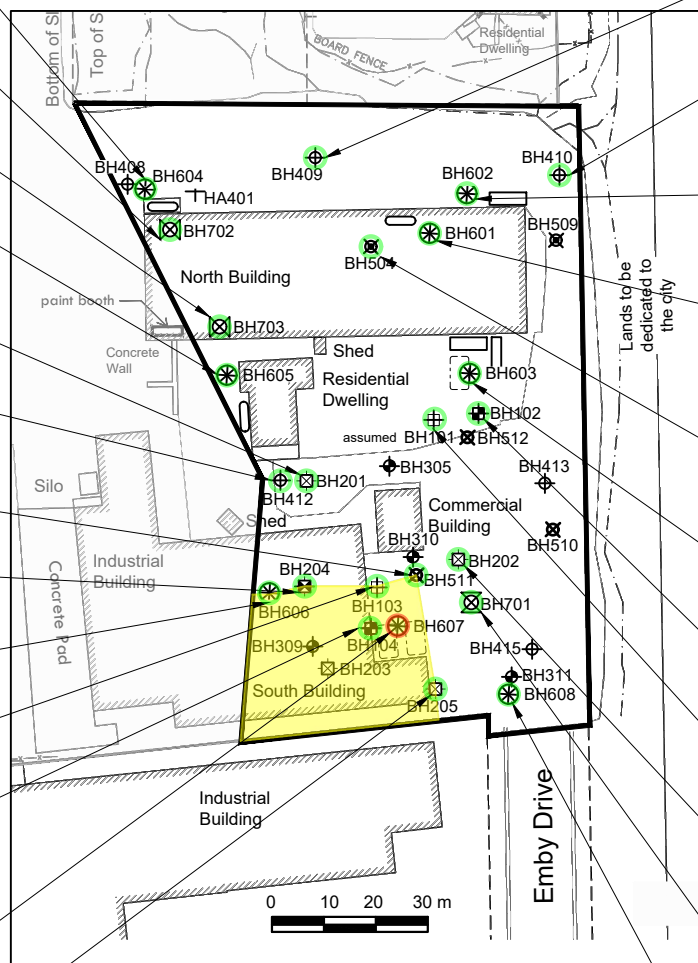 Bottom of Sl
Top of S
BOARD FENCE
Residential
Dwelling
BH408
BH604
HA401
BH409
BH602
BH410
BH702
BH601
BH509
BH504
North Building
Lands to be
dedicated to
the city
paint booth
BH703
Concrete
Wall
Shed
BH605
Residential
Dwelling
BH603
BH102
assumed
BH101
BH512
BH305
BH201
BH412
BH413
Silo
Shed
Commercial
Building
BH510
BH310
Industrial
Building
BH204
BH202
BH511
Concrete Pad
BH606
BH103
BH701
BH104
BH607
BH309
BH415
BH203
BH311
South Building
BH608
BH205
Industrial
Building
Emby Drive
0 10 20 30 m